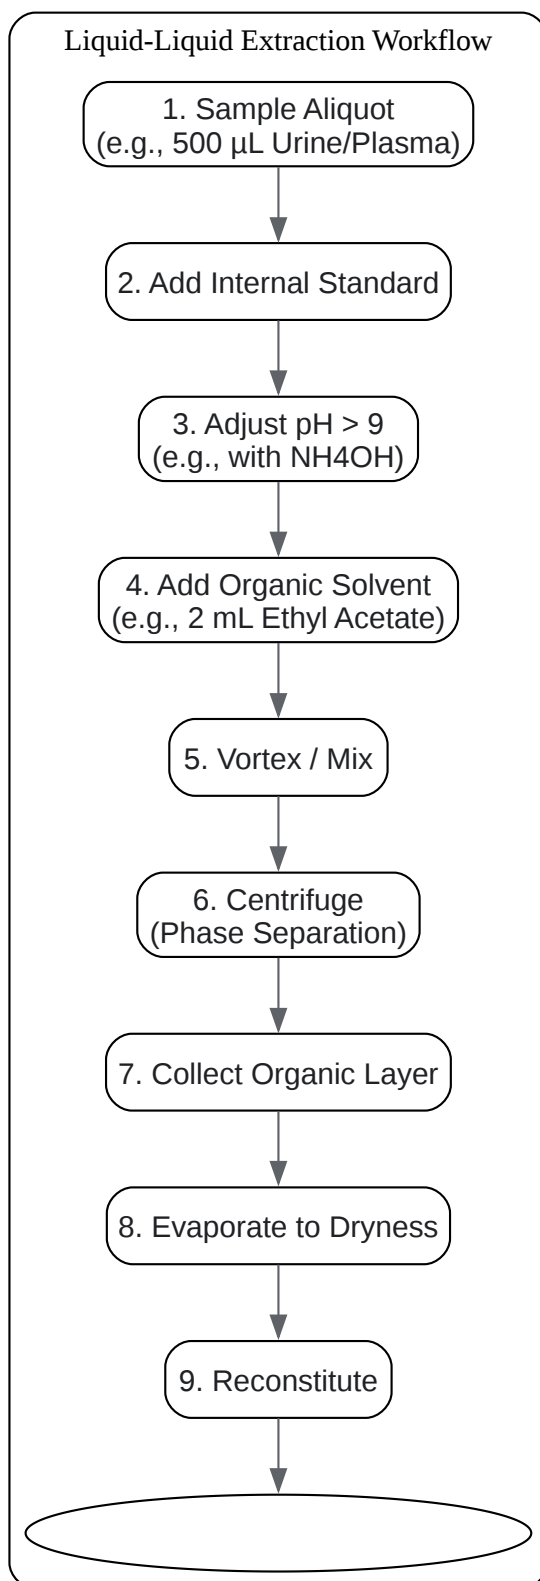 Liquid-Liquid Extraction Workflow
1. Sample Aliquot
(e.g., 500 µL Urine/Plasma)
2. Add Internal Standard
3. Adjust pH > 9
(e.g., with NH4OH)
4. Add Organic Solvent
(e.g., 2 mL Ethyl Acetate)
5. Vortex / Mix
6. Centrifuge
(Phase Separation)
7. Collect Organic Layer
8. Evaporate to Dryness
9. Reconstitute